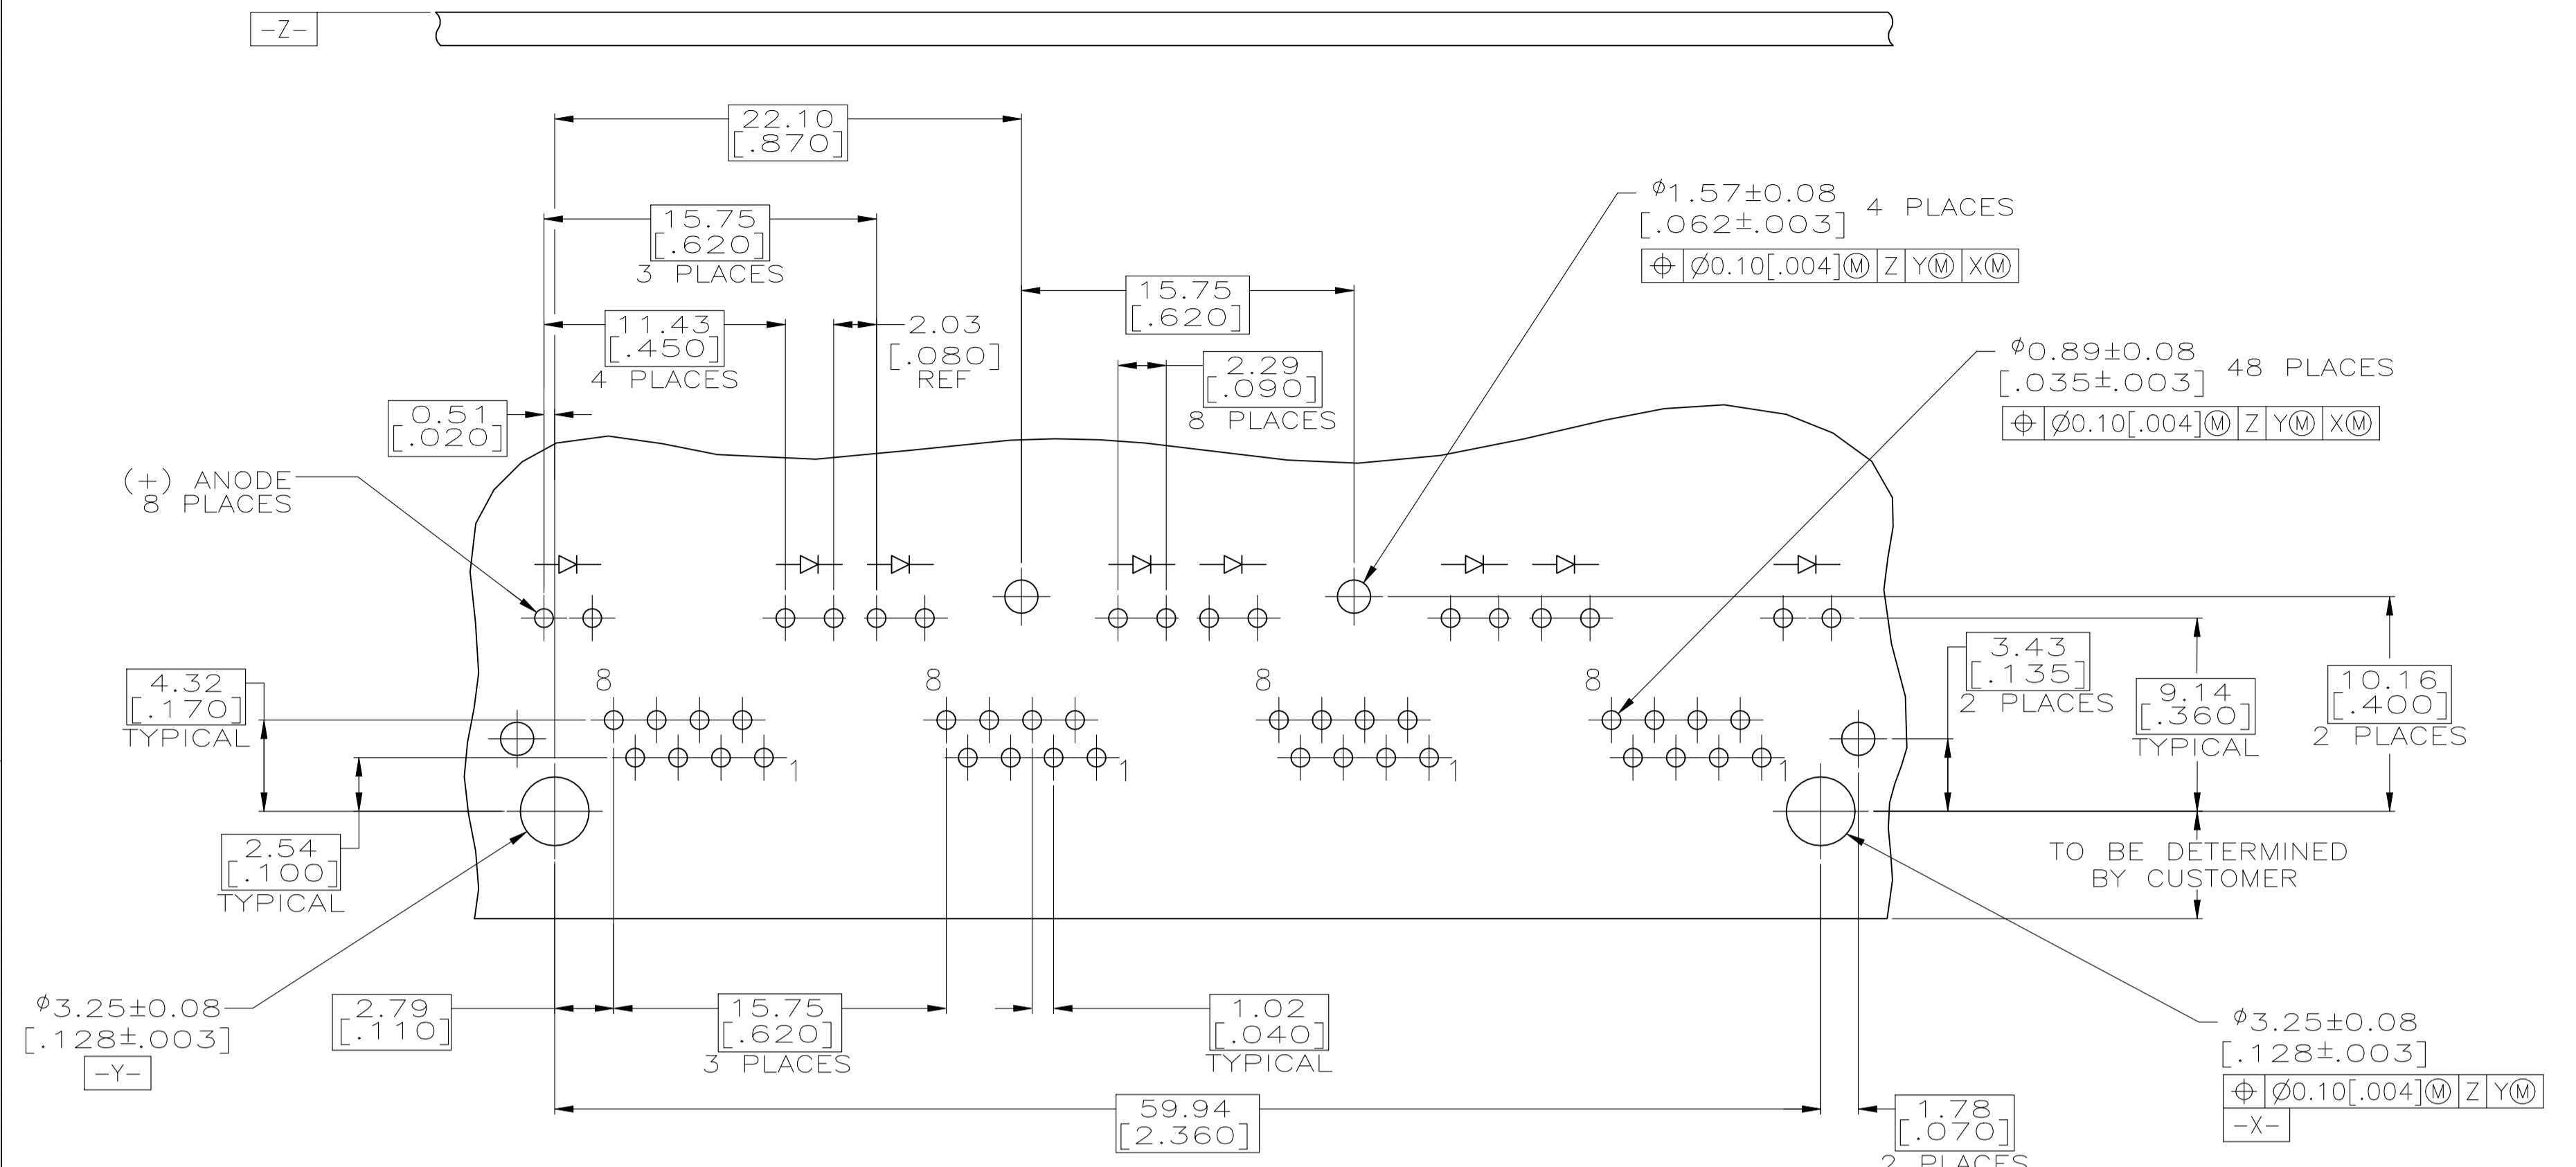 -Z-
22.10
[.870]
15.75
[.620]
3 PLACES
11.43
[.450]
4 PLACES
2.03
[.080]
REF
0.51
[.020]
15.75
[.620]
2.29
[.090]
8 PLACES
⌀1.57±0.08
[.062±.003]
4 PLACES
⌖ Ø0.10[.004]Ⓜ Z YⓂ XⓂ
⌀0.89±0.08
[.035±.003]
48 PLACES
⌖ Ø0.10[.004]Ⓜ Z YⓂ XⓂ
(+) ANODE
8 PLACES
4.32
[.170]
TYPICAL
2.54
[.100]
TYPICAL
8
8
8
8
1
1
1
1
3.43
[.135]
2 PLACES
9.14
[.360]
TYPICAL
10.16
[.400]
2 PLACES
TO BE DETERMINED
BY CUSTOMER
⌀3.25±0.08
[.128±.003]
-Y-
2.79
[.110]
15.75
[.620]
3 PLACES
1.02
[.040]
TYPICAL
59.94
[2.360]
1.78
[.070]
2 PLACES
⌀3.25±0.08
[.128±.003]
⌖ Ø0.10[.004]Ⓜ Z YⓂ
-X-